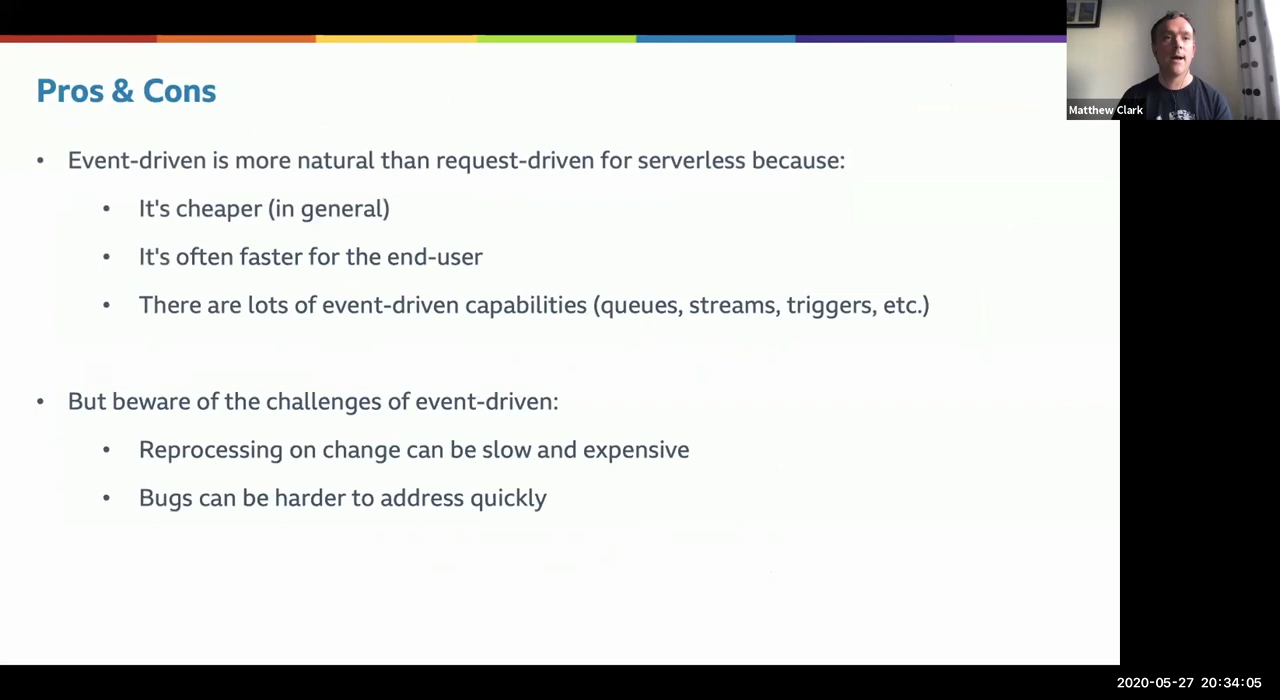 Pros & Cons
Matthew Clark
• Event-driven is more natural than request-driven for serverless because:
• It's cheaper (in general)
• It's often faster for the end-user
• There are lots of event-driven capabilities (queues, streams, triggers, etc.)
• But beware of the challenges of event-driven:
• Reprocessing on change can be slow and expensive
• Bugs can be harder to address quickly
2020-05-27 20:34:05